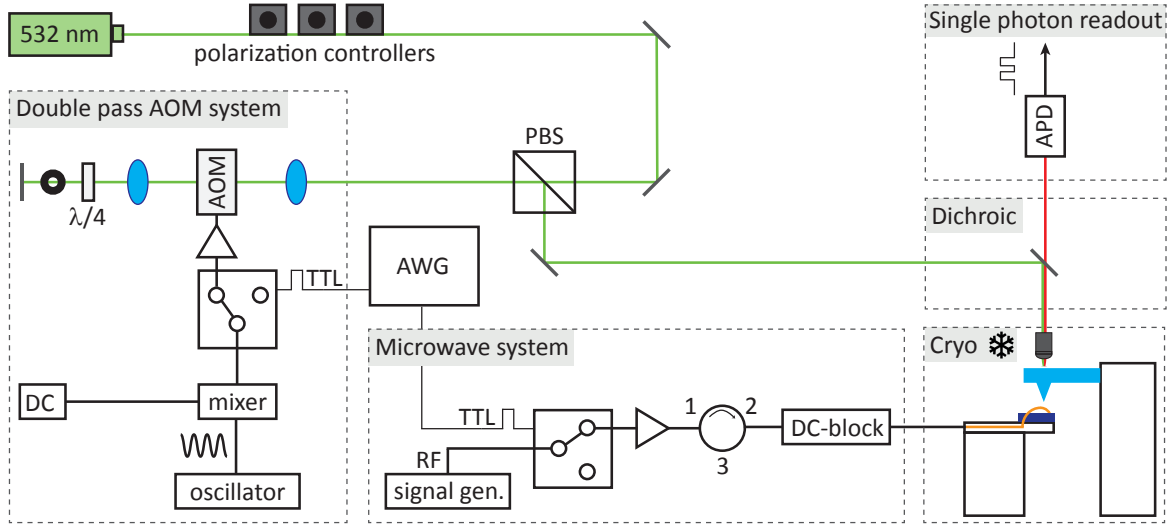 532 nm
polarization controllers
Single photon readout
APD
Double pass AOM system
AOM
λ/4
PBS
Dichroic
TTL
AWG
DC
mixer
oscillator
Microwave system
TTL
RF
signal gen.
1
2
3
DC-block
Cryo